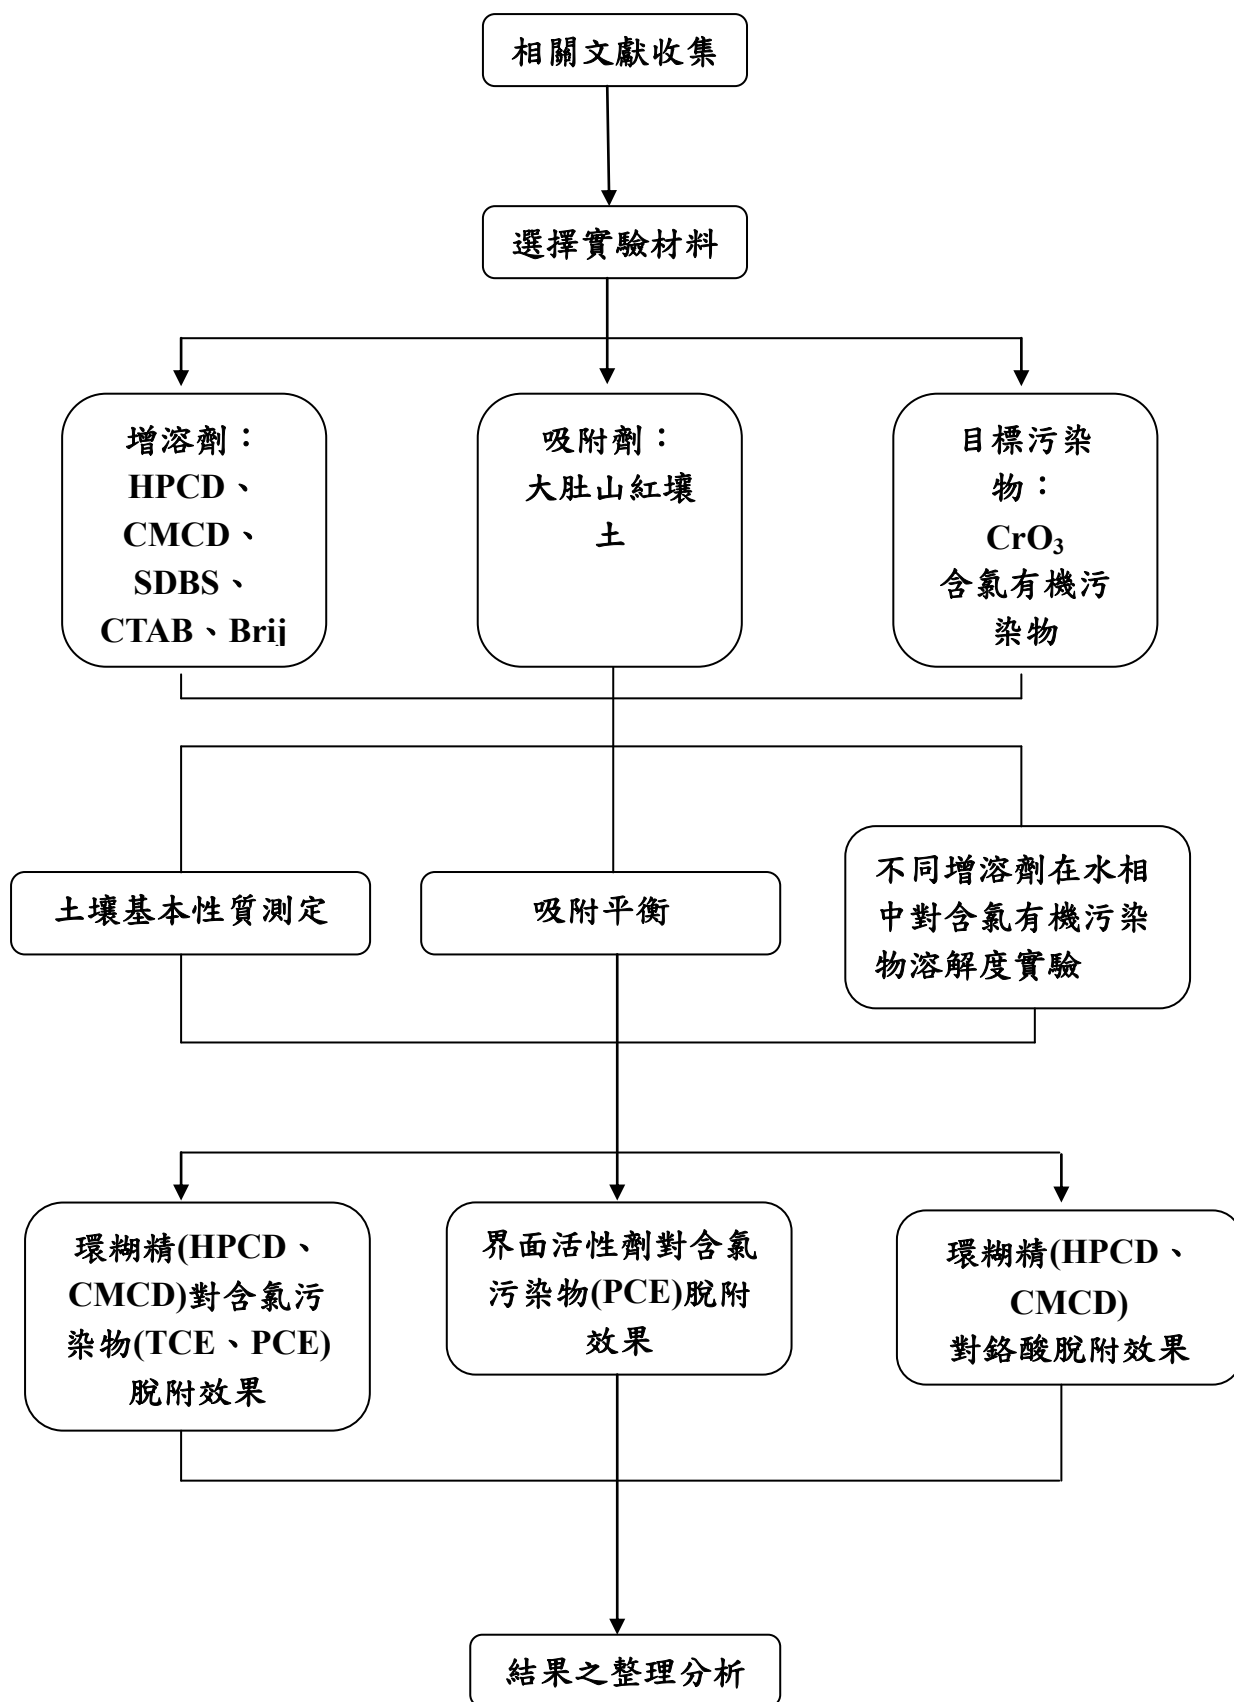 相關文獻收集
選擇實驗材料
增溶劑：
HPCD、
CMCD、
SDBS、
CTAB、Brij
吸附劑：
大肚山紅壤
土
目標污染
物：
CrO₃
含氯有機污
染物
土壤基本性質測定
吸附平衡
不同增溶劑在水相
中對含氯有機污染
物溶解度實驗
環糊精(HPCD、
CMCD)對含氯污
染物(TCE、PCE)
脫附效果
界面活性劑對含氯
污染物(PCE)脫附
效果
環糊精(HPCD、
CMCD)
對鉻酸脫附效果
結果之整理分析